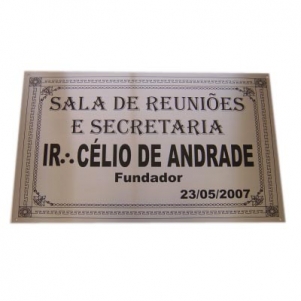 SALA DE REUNIÕES
E SECRETARIA
IR∴ CÉLIO DE ANDRADE
Fundador
23/05/2007